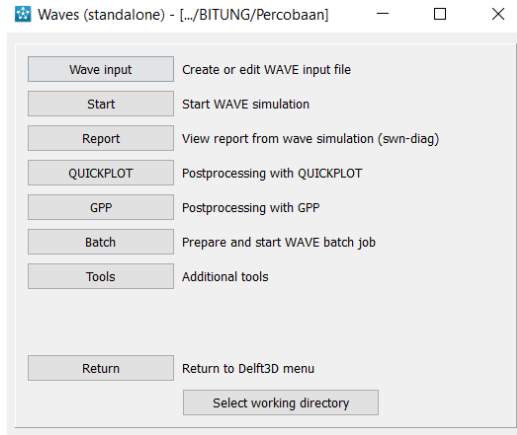 Waves (standalone) - [.../BITUNG/Percobaan]
Wave input Create or edit WAVE input file
Start Start WAVE simulation
Report View report from wave simulation (swn-diag)
QUICKPLOT Postprocessing with QUICKPLOT
GPP Postprocessing with GPP
Batch Prepare and start WAVE batch job
Tools Additional tools
Return Return to Delft3D menu
Select working directory